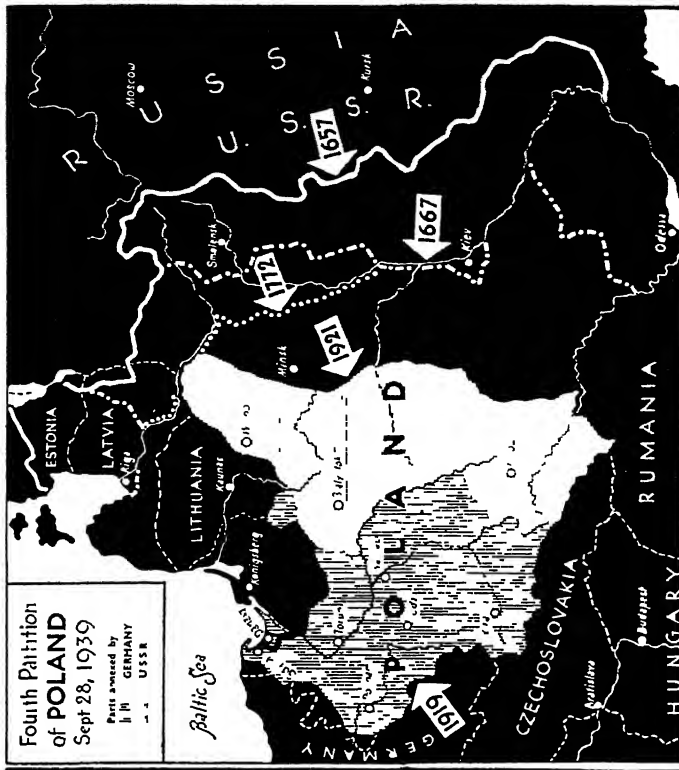 Fourth Partition
of POLAND
Sept 28, 1939
Parts annexed by
GERMANY
USSR
Baltic Sea
ESTONIA
LATVIA
Riga
LITHUANIA
Kaunas
Konigsberg
RUSSIA
U.S.S.R.
Moscow
Kursk
Smolensk
Minsk
Kiev
Odessa
1657
1667
1772
1921
1919
POLAND
GERMANY
CZECHOSLOVAKIA
Bratislava
HUNGARY
Budapest
RUMANIA